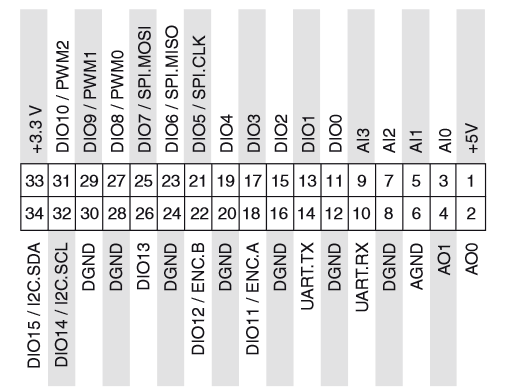 +3.3 V DIO10 / PWM2 DIO9 / PWM1 DIO8 / PWM0 DIO7 / SPI.MOSI DIO6 / SPI.MISO DIO5 / SPI.CLK DIO4 DIO3 DIO2 DIO1 DIO0 AI3 AI2 AI1 AI0 +5V
33 31 29 27 25 23 21 19 17 15 13 11 9 7 5 3 1
34 32 30 28 26 24 22 20 18 16 14 12 10 8 6 4 2
DIO15 / I2C.SDA DIO14 / I2C.SCL DGND DGND DIO13 DGND DIO12 / ENC.B DGND DIO11 / ENC.A DGND UART.TX DGND UART.RX DGND AGND AO1 AO0